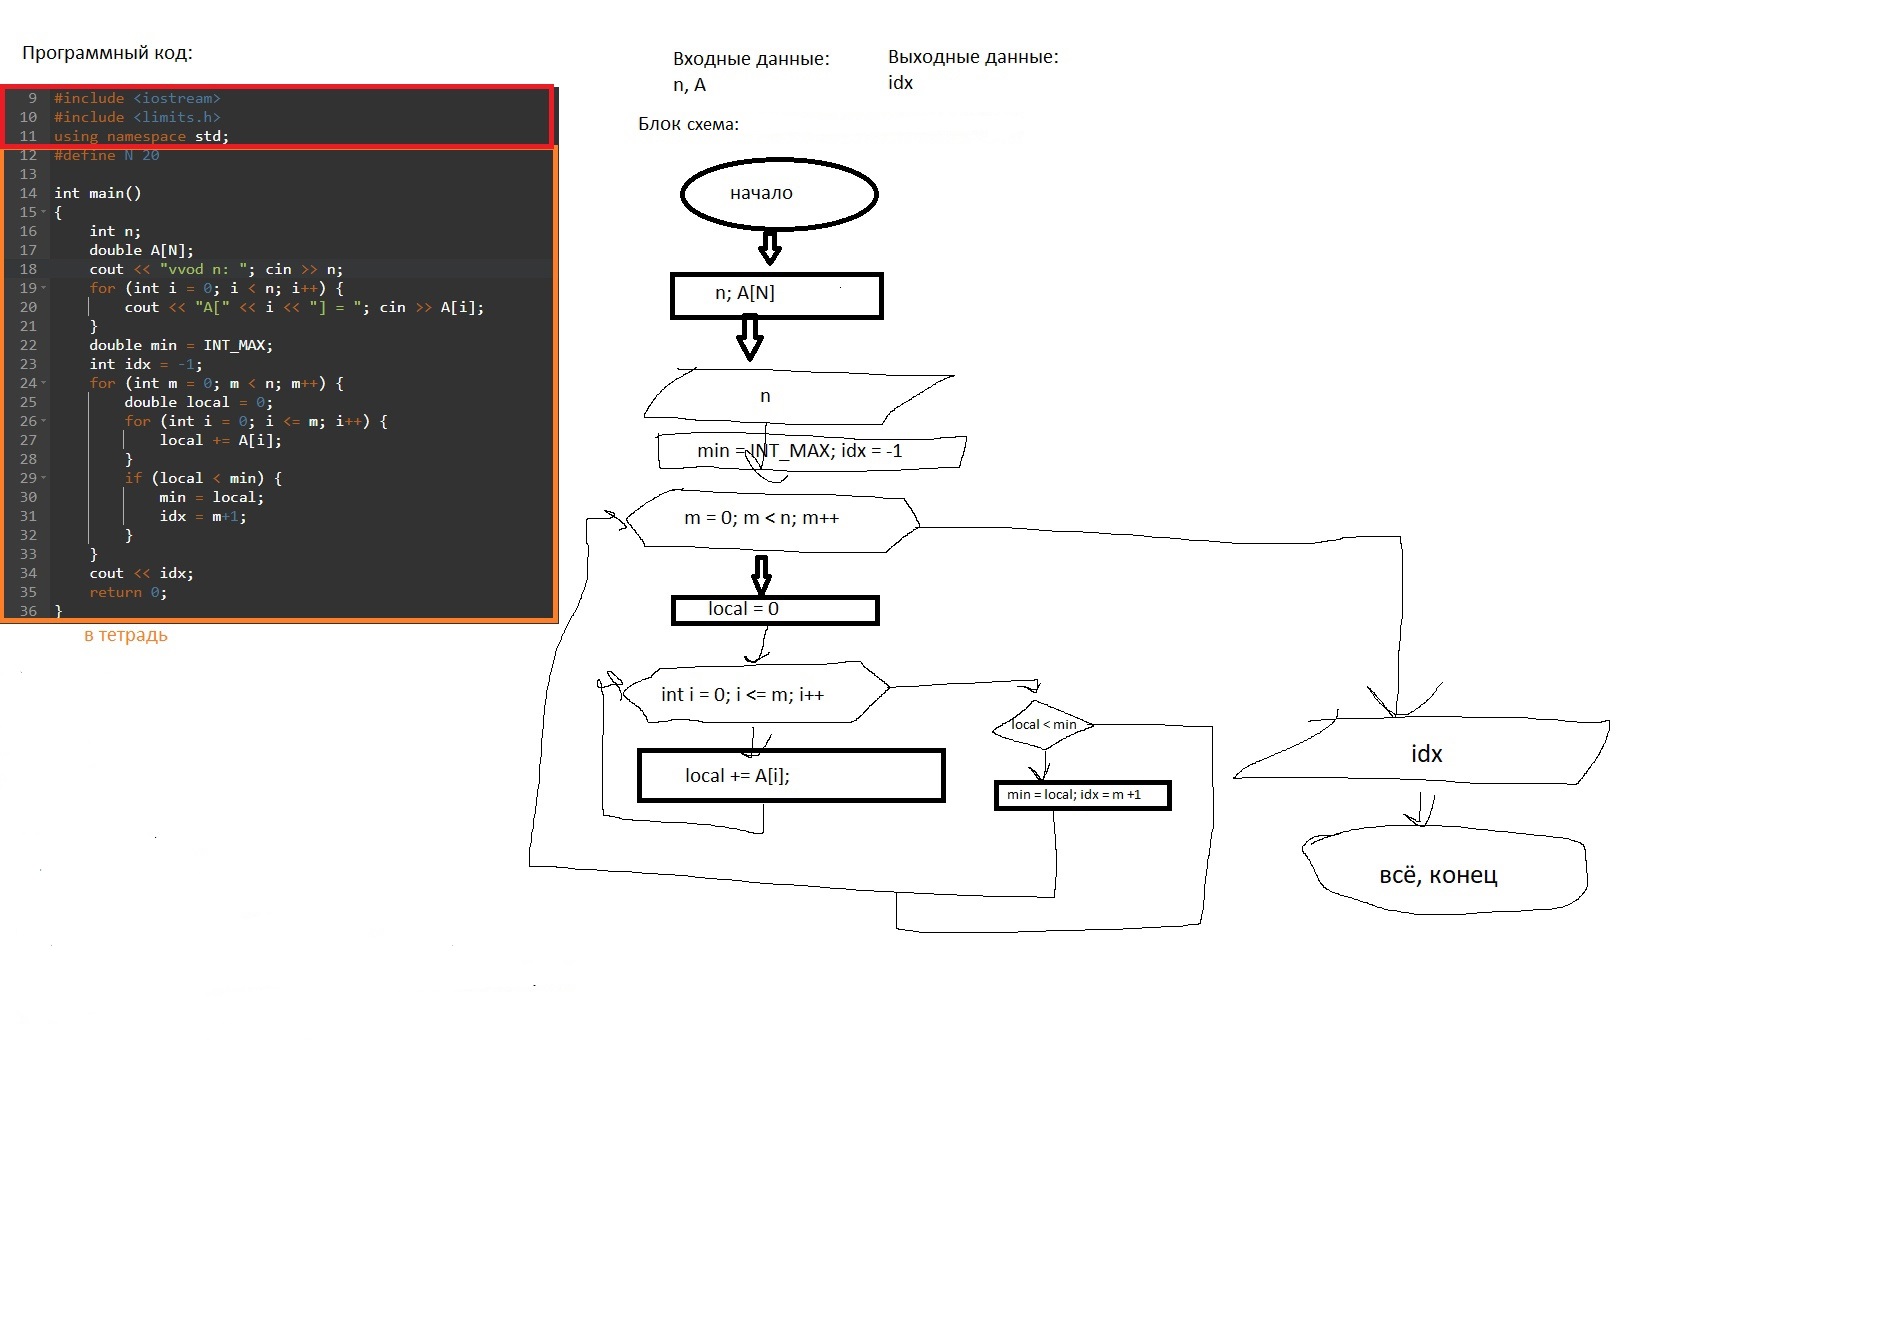 Программный код:
9 #include <iostream>
10 #include <limits.h>
11 using namespace std;
12 #define N 20
13
14 int main()
15 {
16 int n;
17 double A[N];
18 cout << "vvod n: "; cin >> n;
19 for (int i = 0; i < n; i++) {
20 cout << "A[" << i << "] = "; cin >> A[i];
21 }
22 double min = INT_MAX;
23 int idx = -1;
24 for (int m = 0; m < n; m++) {
25 double local = 0;
26 for (int i = 0; i <= m; i++) {
27 local += A[i];
28 }
29 if (local < min) {
30 min = local;
31 idx = m+1;
32 }
33 }
34 cout << idx;
35 return 0;
36 }
в тетрадь
Входные данные:
n, A
Выходные данные:
idx
Блок схема:
начало
n; A[N]
n
min = INT_MAX; idx = -1
m = 0; m < n; m++
local = 0
int i = 0; i <= m; i++
local += A[i];
local < min
min = local; idx = m +1
idx
всё, конец